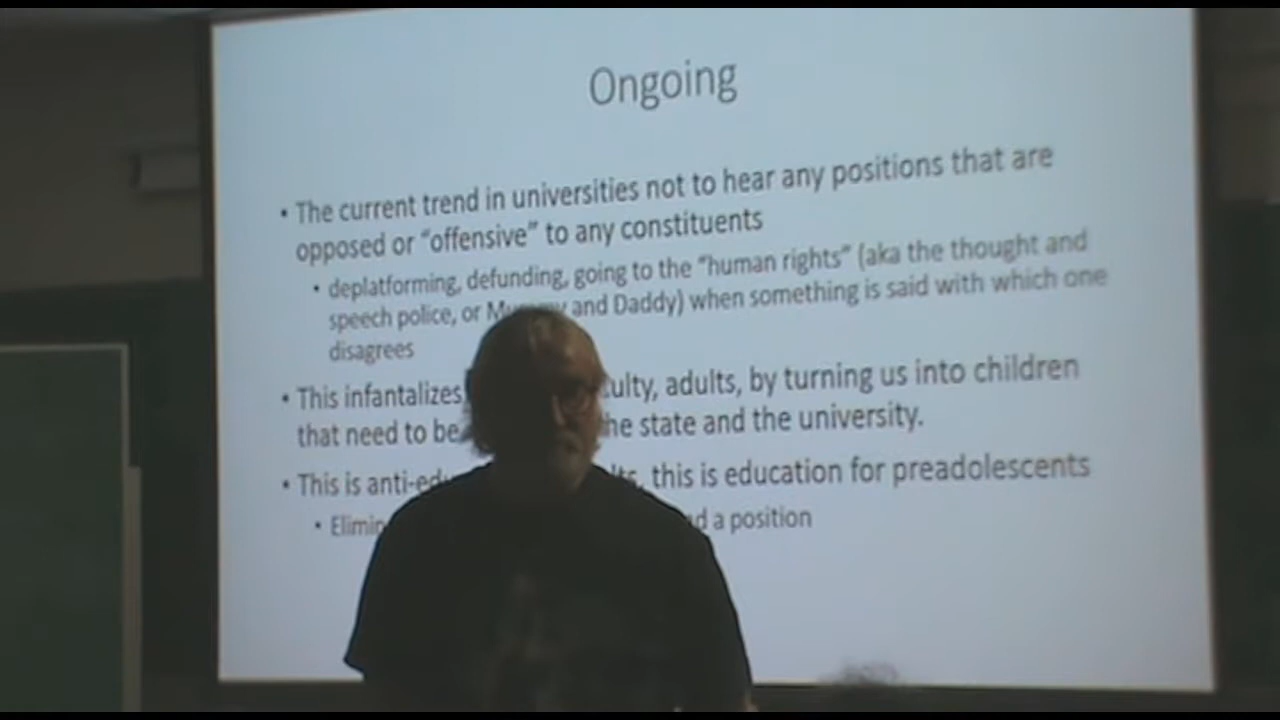 Ongoing
• The current trend in universities not to hear any positions that are
opposed or "offensive" to any constituents
• deplatforming, defunding, going to the "human rights" (aka the thought and
speech police, or and Daddy) when something is said with which one
disagrees
• This infantalizes adults, by turning us into children
that need to be the state and the university.
• This is anti- this is education for preadolescents
• a position